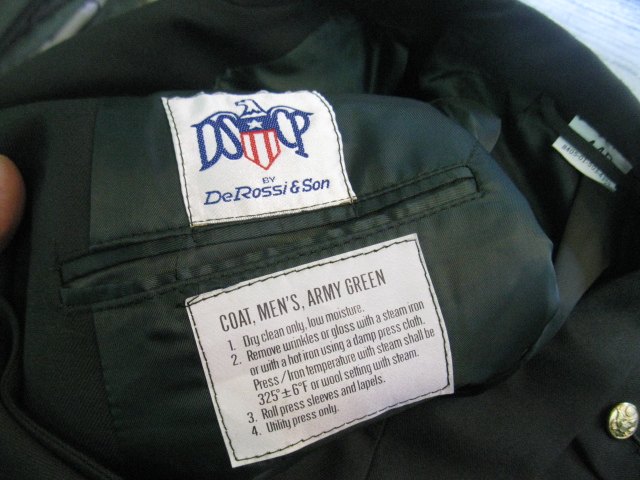 DSCP
BY
DeRossi & Son
COAT, MEN'S, ARMY GREEN
1. Dry clean only, low moisture.
2. Remove wrinkles or gloss with a steam iron
or with a hot iron using a damp press cloth.
Press / Iron temperature with steam shall be
325° ± 6°F or wool setting with steam.
3. Roll press sleeves and lapels.
4. Utility press only.